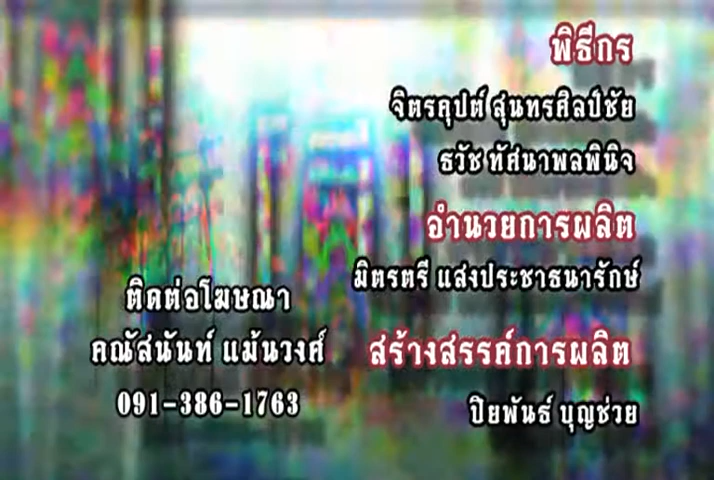 พิธีกร
จิตรคุปต์ สุนทรศิลป์ชัย
ธวัช ทัศนาพลพินิจ
อำนวยการผลิต
มิตรตรี แสงประชาธนารักษ์
สร้างสรรค์การผลิต
ปิยพันธ์ บุญช่วย
ติดต่อโฆษณา
คณัสนันท์ แม้นวงศ์
091-386-1763